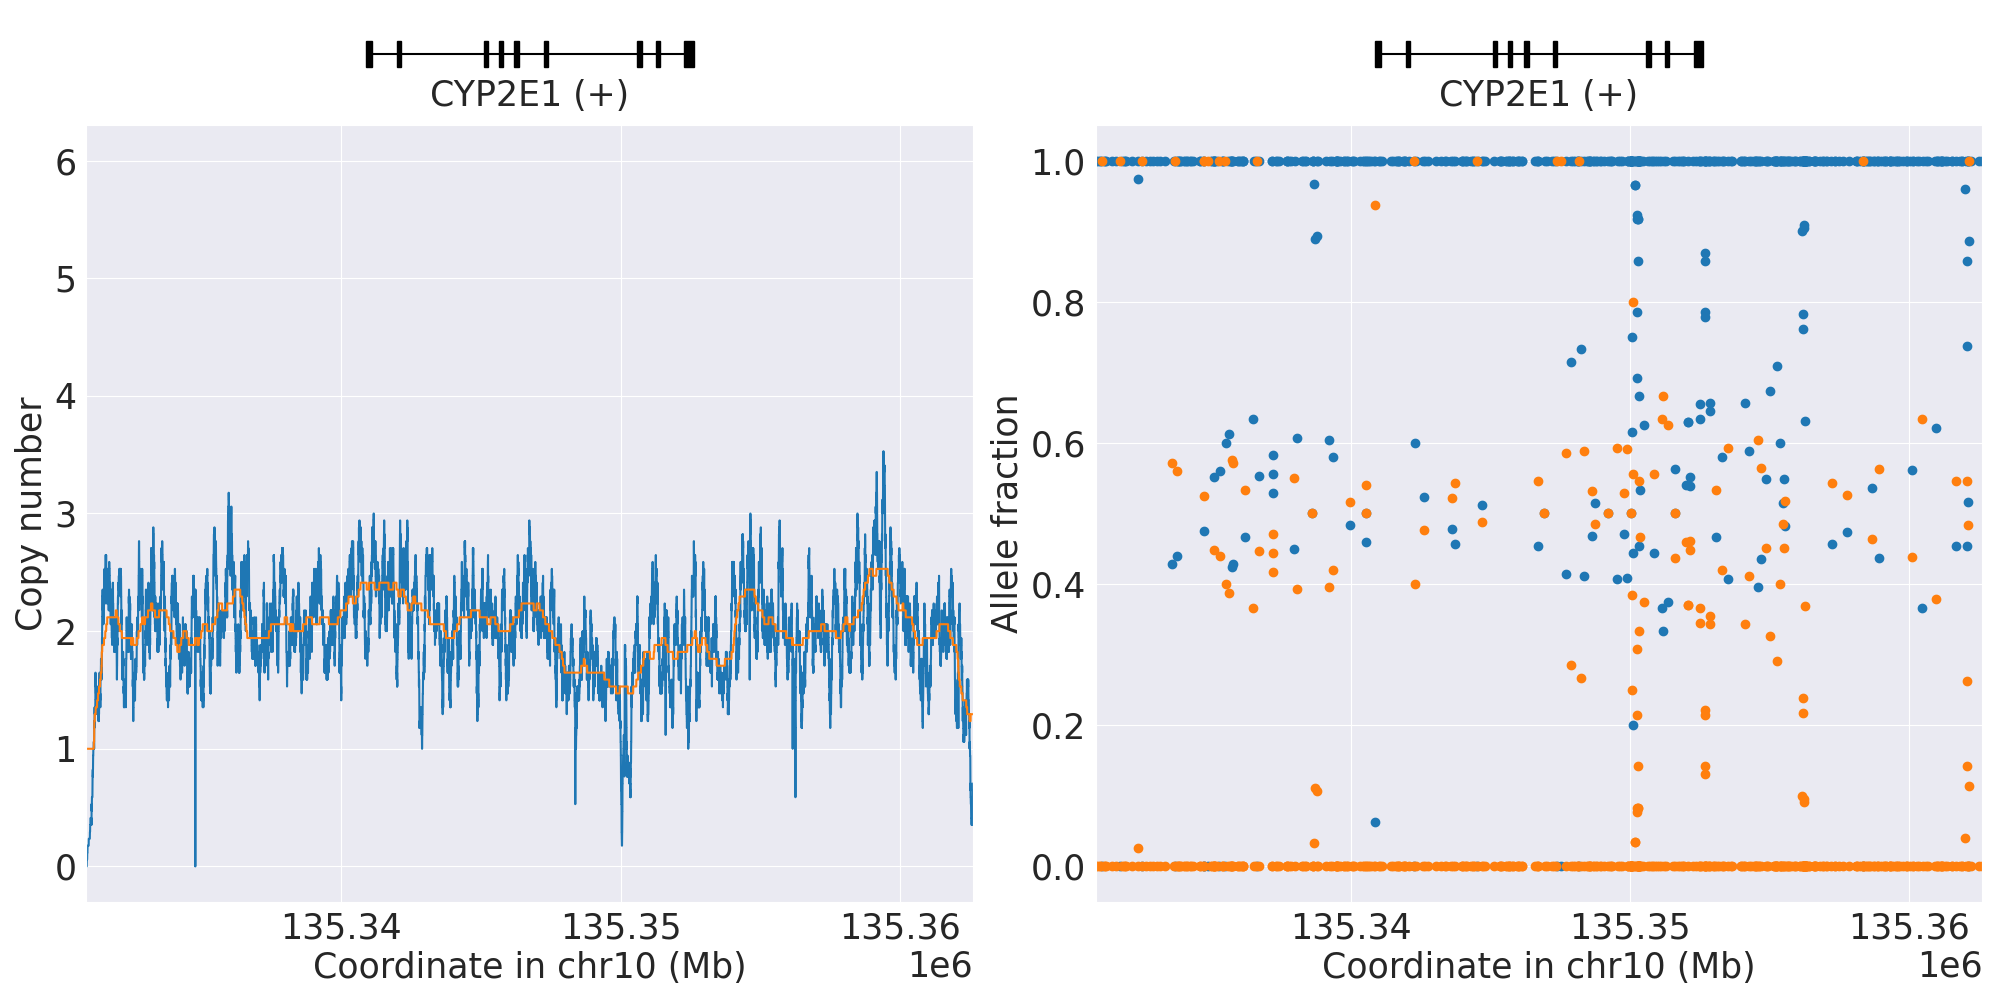 CYP2E1 (+)
CYP2E1 (+)
6
5
4
3
2
1
0
Copy number
135.34 135.35 135.36
Coordinate in chr10 (Mb) 1e6
1.0
0.8
0.6
0.4
0.2
0.0
Allele fraction
135.34 135.35 135.36
Coordinate in chr10 (Mb) 1e6